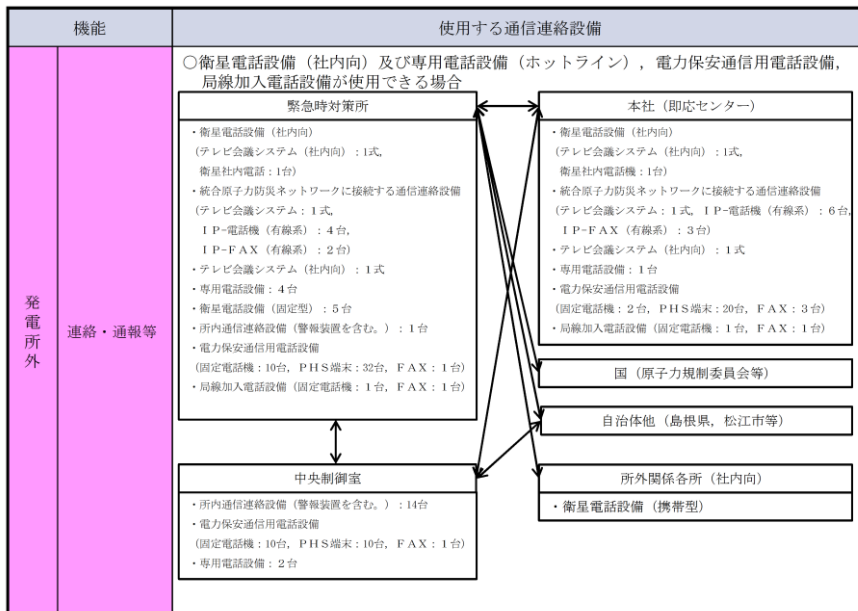 機能
使用する通信連絡設備
発電所外
連絡・通報等
○衛星電話設備（社内向）及び専用電話設備（ホットライン），電力保安通信用電話設備，
局線加入電話設備が使用できる場合
緊急時対策所
・衛星電話設備（社内向）
(テレビ会議システム（社内向）：1式,
衛星社内電話：1台)
・統合原子力防災ネットワークに接続する通信連絡設備
(テレビ会議システム：１式,
ＩＰ-電話機（有線系）：４台,
IP-FAX（有線系）：２台)
・テレビ会議システム（社内向）：１式
・専用電話設備：４台
・衛星電話設備（固定型）：５台
・所内通信連絡設備（警報装置を含む。）：１台
・電力保安通信用電話設備
(固定電話機：10台，ＰＨＳ端末：32台，ＦＡＸ：１台)
・局線加入電話設備（固定電話機：１台，ＦＡＸ：１台）
中央制御室
・所内通信連絡設備（警報装置を含む。）：14台
・電力保安通信用電話設備
(固定電話機：10台，ＰＨＳ端末：10台，ＦＡＸ：１台)
・専用電話設備：２台
本社（即応センター）
・衛星電話設備（社内向）
(テレビ会議システム（社内向）：1式,
衛星社内電話機：1台)
・統合原子力防災ネットワークに接続する通信連絡設備
(テレビ会議システム：１式，ＩＰ-電話機（有線系）：６台,
IP-FAX（有線系）：３台)
・テレビ会議システム（社内向）：１式
・専用電話設備：１台
・電力保安通信用電話設備
(固定電話機：２台，ＰＨＳ端末：20台，ＦＡＸ：３台)
・局線加入電話設備（固定電話機：１台，ＦＡＸ：１台）
国（原子力規制委員会等）
自治体他（島根県，松江市等）
所外関係各所（社内向）
・衛星電話設備（携帯型）